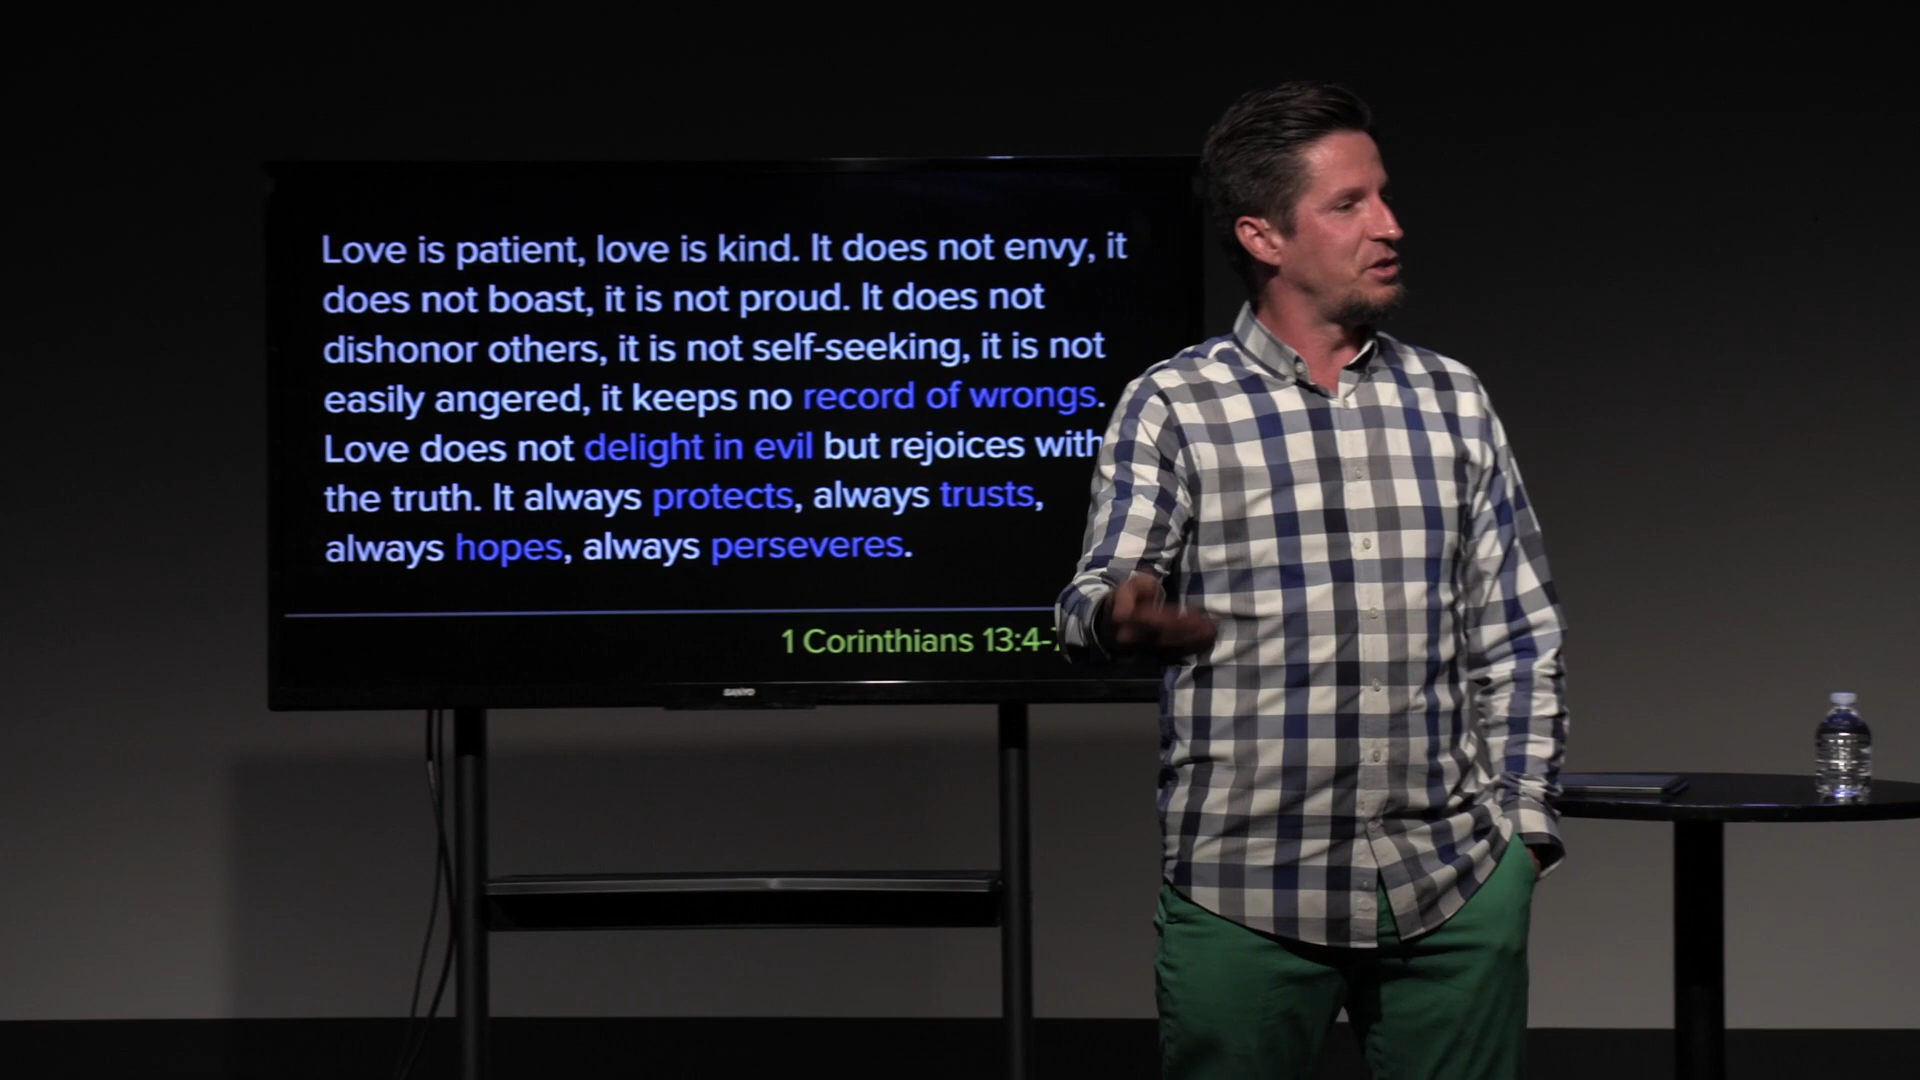 Love is patient, love is kind. It does not envy, it
does not boast, it is not proud. It does not
dishonor others, it is not self-seeking, it is not
easily angered, it keeps no record of wrongs.
Love does not delight in evil but rejoices with
the truth. It always protects, always trusts,
always hopes, always perseveres.
1 Corinthians 13:4-7
SANYO